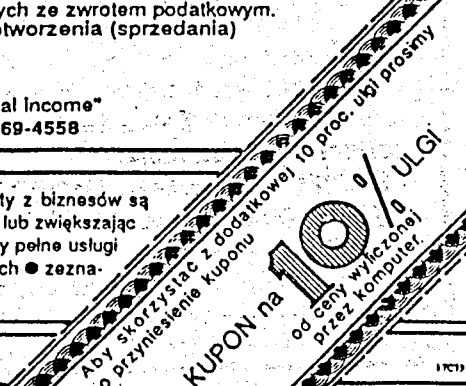 ych ze zwrotem podatkowym.
otworzenia (sprzedania)
al Income"
69-4558
ty z biznesów są
lub zwiększając
y pełne usługi
ch ● zezna-
Aby skorzystać z dodatkowej 10 proc. ulgi prosimy
o przyniesienie kuponu
KUPON na 10% ULGI
od ceny wyliczonej
przez komputer.